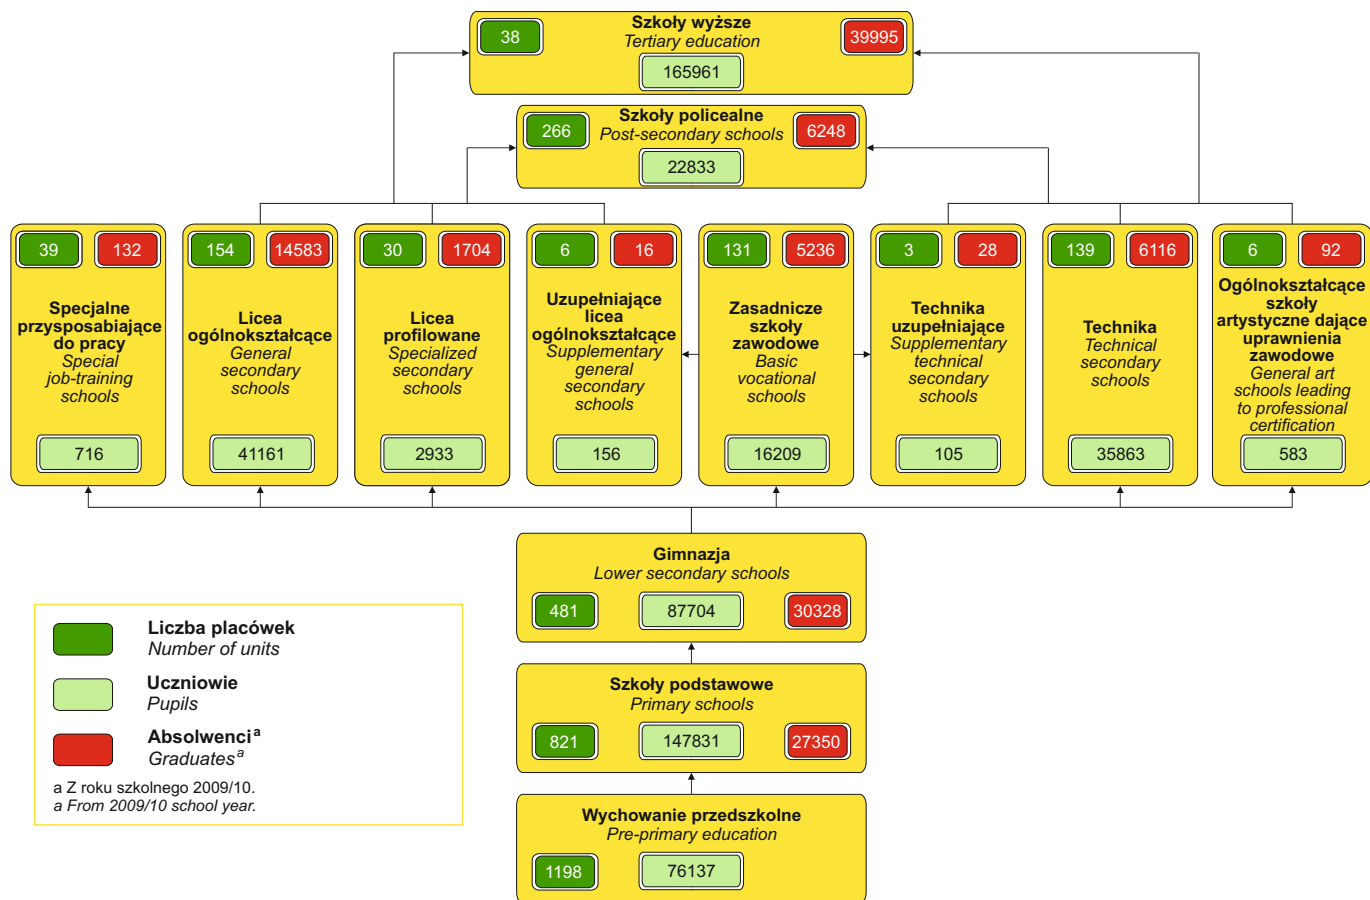 Szkoły wyższe
Tertiary education
38
39995
165961
Szkoły policealne
Post-secondary schools
266
6248
22833
39
132
Specjalne
przysposabiające
do pracy
Special
job-training
schools
716
154
14583
Licea
ogólnokształcące
General
secondary
schools
41161
30
1704
Licea
profilowane
Specialized
secondary
schools
2933
6
16
Uzupełniające
licea
ogólnokształcące
Supplementary
general
secondary
schools
156
131
5236
Zasadnicze
szkoły
zawodowe
Basic
vocational
schools
16209
3
28
Technika
uzupełniające
Supplementary
technical
secondary
schools
105
139
6116
Technika
Technical
secondary
schools
35863
6
92
Ogólnokształcące
szkoły
artystyczne dające
uprawnienia
zawodowe
General art
schools leading
to professional
certification
583
Gimnazja
Lower secondary schools
481
87704
30328
Szkoły podstawowe
Primary schools
821
147831
27350
Wychowanie przedszkolne
Pre-primary education
1198
76137
Liczba placówek
Number of units
Uczniowie
Pupils
Absolwenci a
Graduates a
a Z roku szkolnego 2009/10.
a From 2009/10 school year.